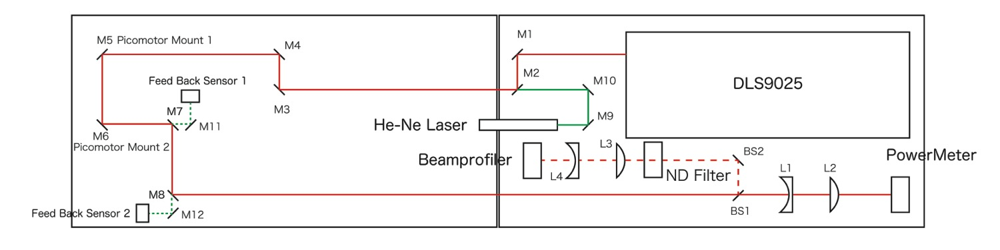 M1
M5 Picomotor Mount 1
M4
M2
Feed Back Sensor 1
M10
DLS9025
M3
M7
M11
M9
He-Ne Laser
M6
Picomotor Mount 2
L3
BS2
PowerMeter
Beamprofiler
L4
ND Filter
L1
L2
M8
BS1
Feed Back Sensor 2
M12